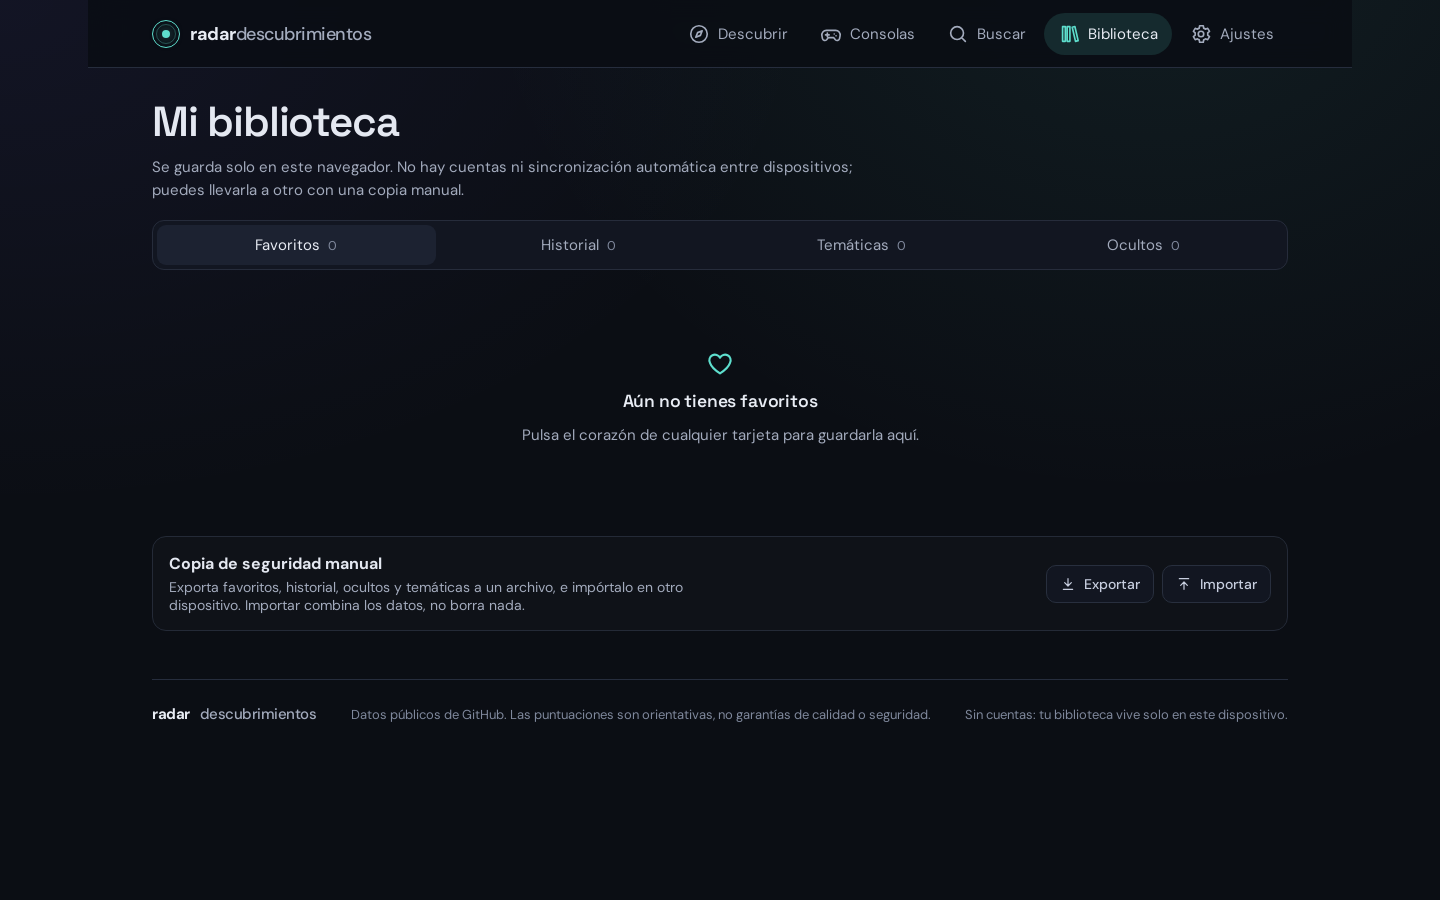 radardescubrimientos
Descubrir
Consolas
Buscar
Biblioteca
Ajustes
Mi biblioteca
Se guarda solo en este navegador. No hay cuentas ni sincronización automática entre dispositivos;
puedes llevarla a otro con una copia manual.
Favoritos 0
Historial 0
Temáticas 0
Ocultos 0
Aún no tienes favoritos
Pulsa el corazón de cualquier tarjeta para guardarla aquí.
Copia de seguridad manual
Exporta favoritos, historial, ocultos y temáticas a un archivo, e impórtalo en otro
dispositivo. Importar combina los datos, no borra nada.
Exportar
Importar
radar descubrimientos
Datos públicos de GitHub. Las puntuaciones son orientativas, no garantías de calidad o seguridad.
Sin cuentas: tu biblioteca vive solo en este dispositivo.